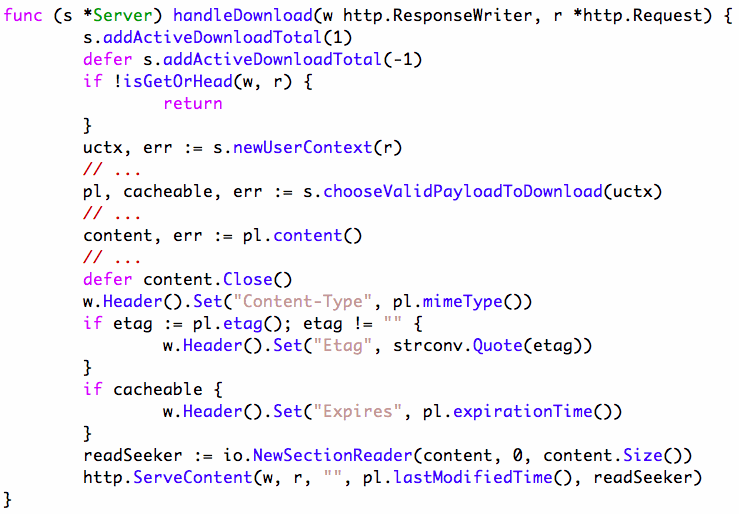 func (s *Server) handleDownload(w http.ResponseWriter, r *http.Request) {
        s.addActiveDownloadTotal(1)
        defer s.addActiveDownloadTotal(-1)
        if !isGetOrHead(w, r) {
                return
        }
        uctx, err := s.newUserContext(r)
        // ...
        pl, cacheable, err := s.chooseValidPayloadToDownload(uctx)
        // ...
        content, err := pl.content()
        // ...
        defer content.Close()
        w.Header().Set("Content-Type", pl.mimeType())
        if etag := pl.etag(); etag != "" {
                w.Header().Set("Etag", strconv.Quote(etag))
        }
        if cacheable {
                w.Header().Set("Expires", pl.expirationTime())
        }
        readSeeker := io.NewSectionReader(content, 0, content.Size())
        http.ServeContent(w, r, "", pl.lastModifiedTime(), readSeeker)
}